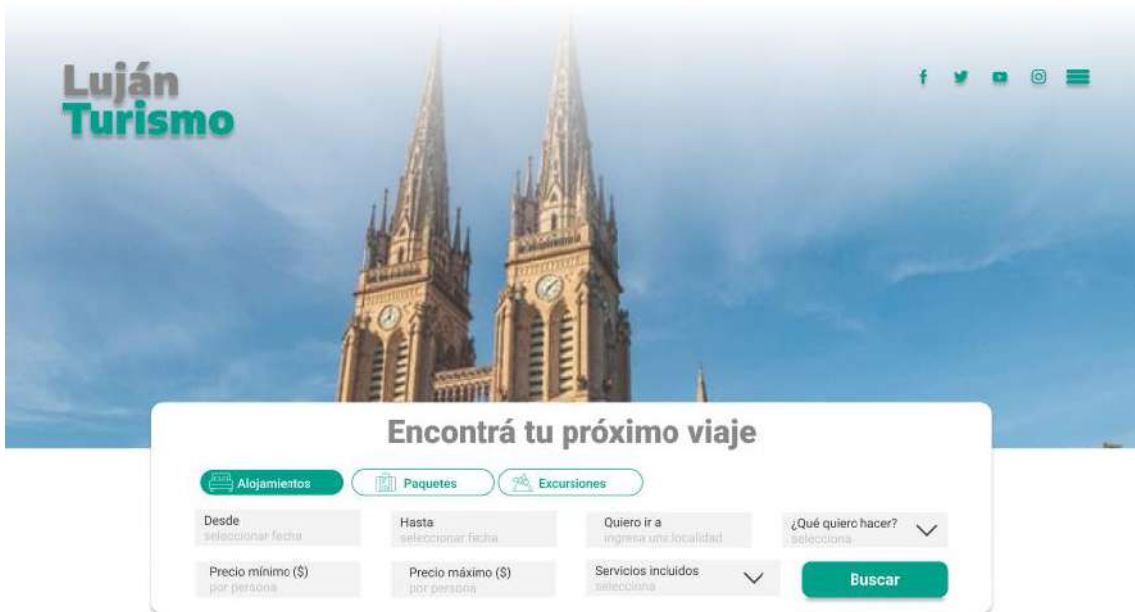 Luján
Turismo
Encontrá tu próximo viaje
Alojamientos
Paquetes
Excursiones
Desde
seleccionar fecha
Hasta
seleccionar fecha
Quiero ir a
ingresa una localidad
¿Qué quiero hacer?
selecciona
Precio mínimo ($)
por persona
Precio máximo ($)
por persona
Servicios incluidos
selecciona
Buscar